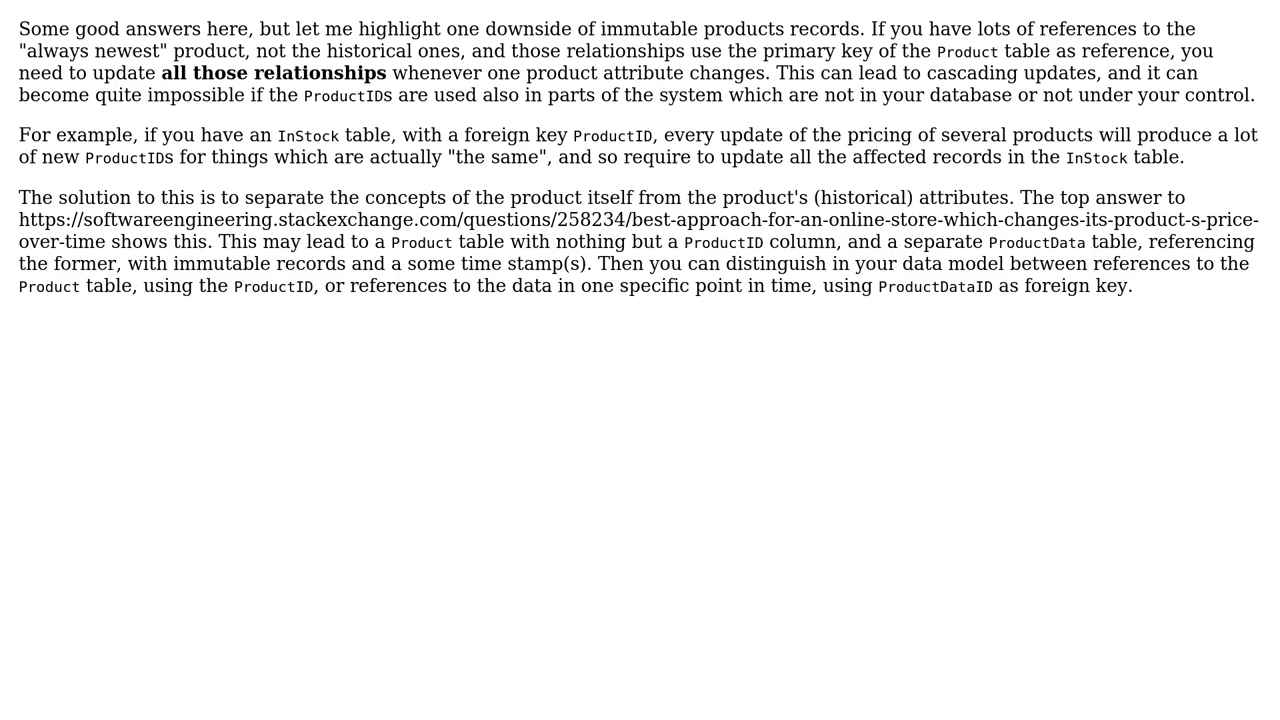 Some good answers here, but let me highlight one downside of immutable products records. If you have lots of references to the
"always newest" product, not the historical ones, and those relationships use the primary key of the Product table as reference, you
need to update all those relationships whenever one product attribute changes. This can lead to cascading updates, and it can
become quite impossible if the ProductIDs are used also in parts of the system which are not in your database or not under your control.
For example, if you have an InStock table, with a foreign key ProductID, every update of the pricing of several products will produce a lot
of new ProductIDs for things which are actually "the same", and so require to update all the affected records in the InStock table.
The solution to this is to separate the concepts of the product itself from the product's (historical) attributes. The top answer to
https://softwareengineering.stackexchange.com/questions/258234/best-approach-for-an-online-store-which-changes-its-product-s-price-
over-time shows this. This may lead to a Product table with nothing but a ProductID column, and a separate ProductData table, referencing
the former, with immutable records and a some time stamp(s). Then you can distinguish in your data model between references to the
Product table, using the ProductID, or references to the data in one specific point in time, using ProductDataID as foreign key.